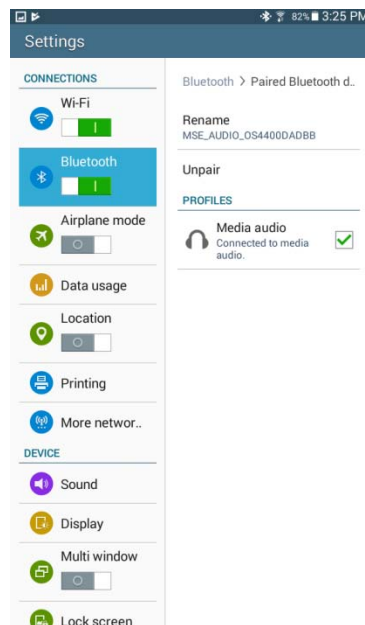 82% 3:25 PM
Settings
CONNECTIONS
Wi-Fi
Bluetooth
Airplane mode
Data usage
Location
Printing
More networ..
DEVICE
Sound
Display
Multi window
Lock screen
Bluetooth > Paired Bluetooth d..
Rename
MSE_AUDIO_OS4400DADBB
Unpair
PROFILES
Media audio
Connected to media
audio.